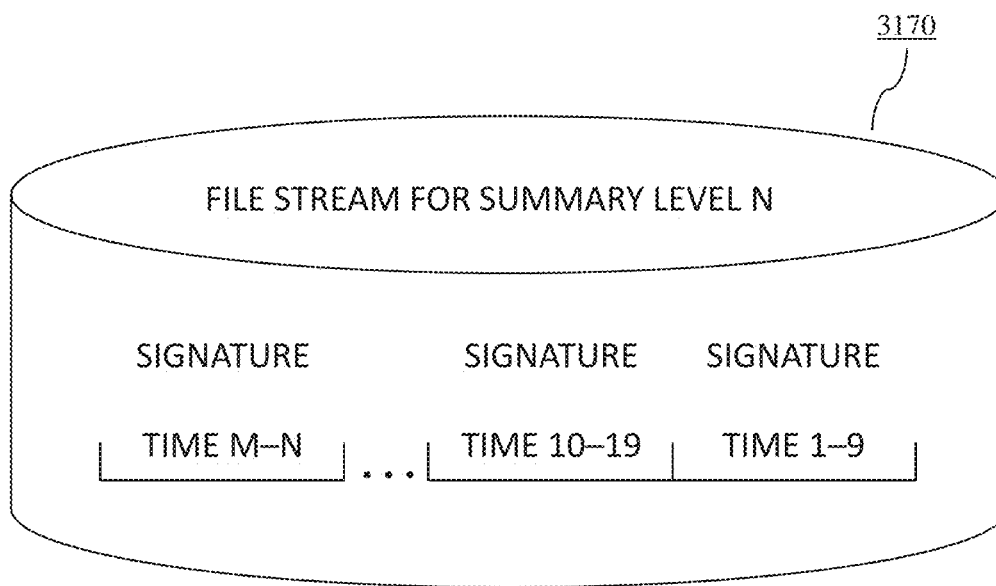 3170
FILE STREAM FOR SUMMARY LEVEL N
SIGNATURE SIGNATURE SIGNATURE
TIME M–N ... TIME 10–19 TIME 1–9